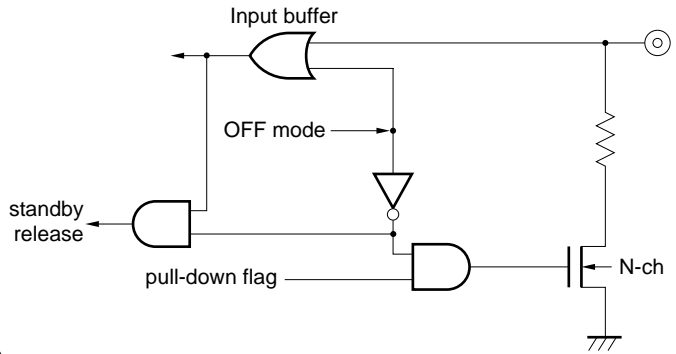 Input buffer
OFF mode
standby
release
pull-down flag
N-ch